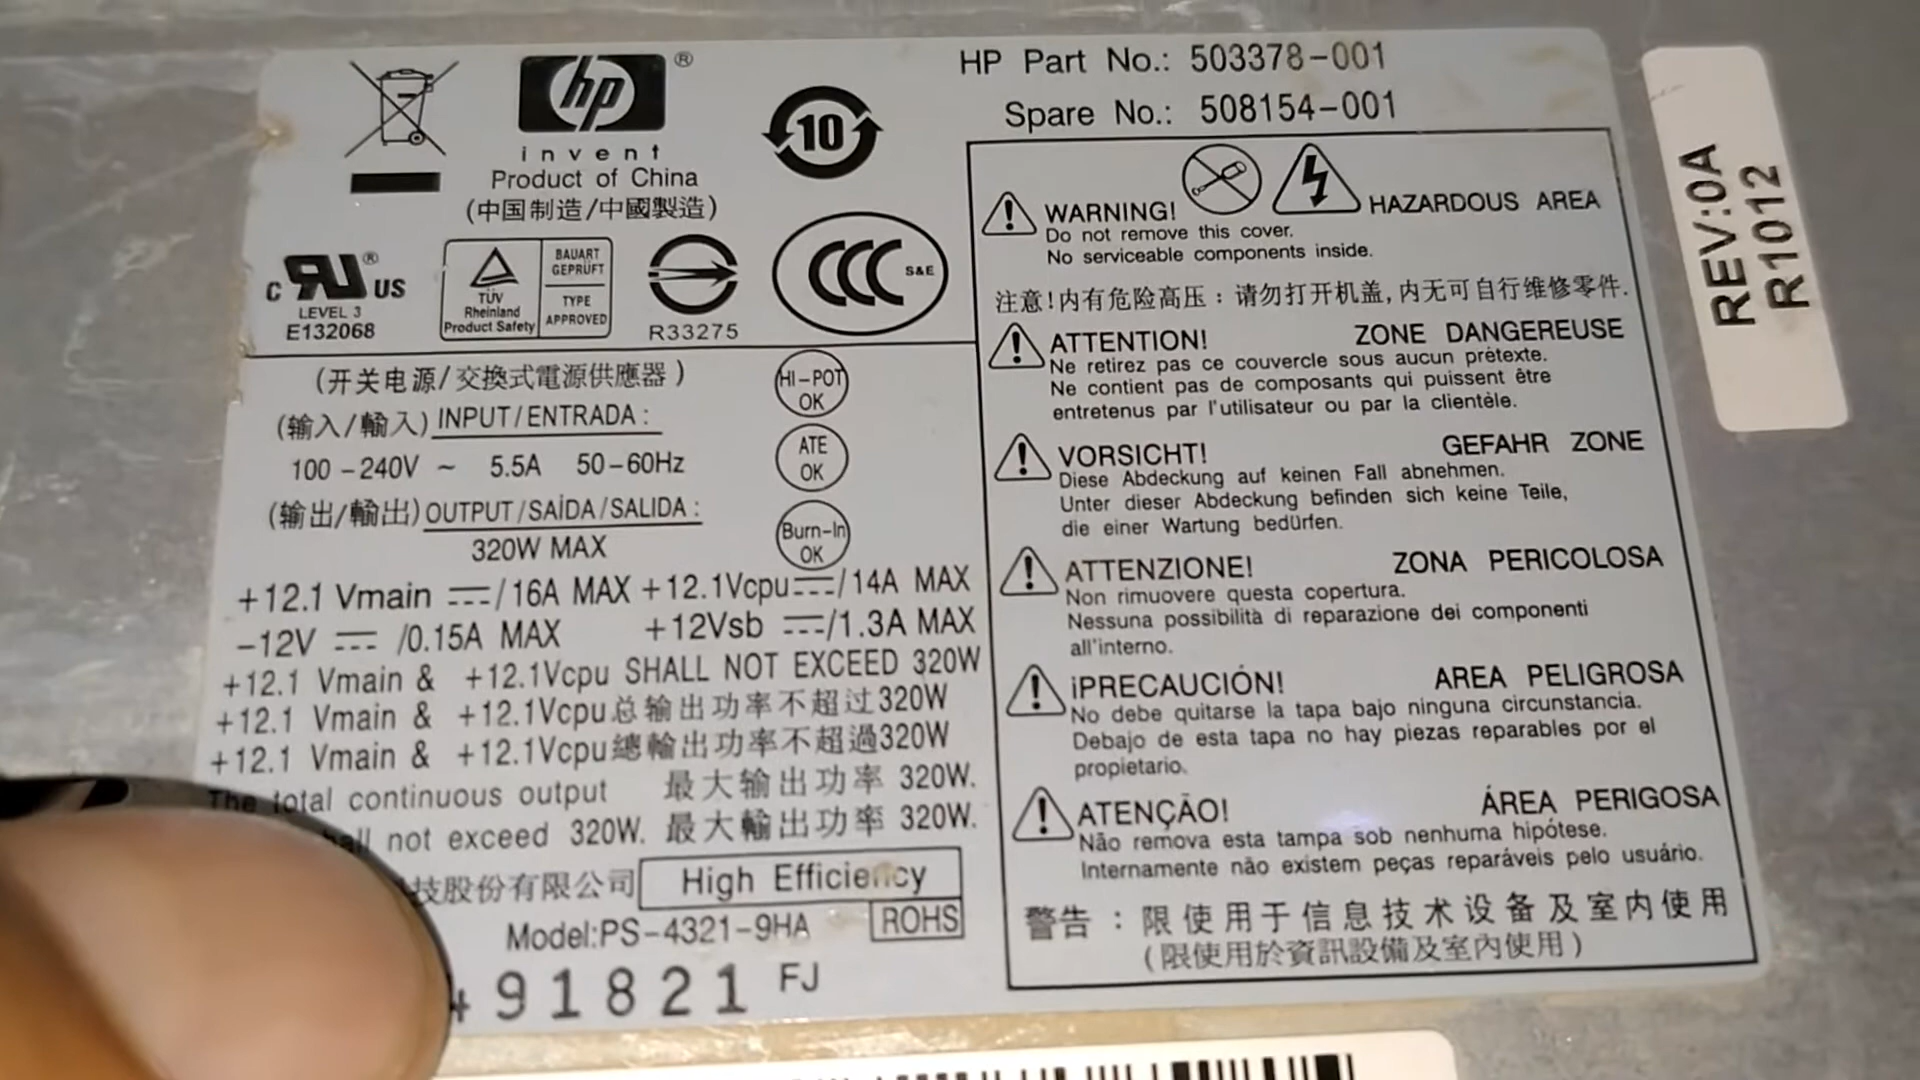 hp ®
invent
Product of China
(中国制造/中國製造)
10
HP Part No.: 503378-001
Spare No.: 508154-001
c RU ® US
LEVEL 3
E132068
TÜV
Rheinland
Product Safety
BAUART
GEPRÜFT
TYPE
APPROVED
R33275
CCC S&E
(开关电源/交換式電源供應器)
(输入/輸入) INPUT/ENTRADA :
100-240V ~ 5.5A 50-60Hz
(输出/輸出) OUTPUT/SAÍDA/SALIDA :
320W MAX
HI-POT
OK
ATE
OK
Burn-In
OK
+12.1 Vmain ⎓/16A MAX +12.1Vcpu⎓/14A MAX
-12V ⎓ /0.15A MAX +12Vsb ⎓/1.3A MAX
+12.1 Vmain & +12.1Vcpu SHALL NOT EXCEED 320W
+12.1 Vmain & +12.1Vcpu总输出功率不超过320W
+12.1 Vmain & +12.1Vcpu總輸出功率不超過320W
The total continuous output 最大输出功率 320W.
not exceed 320W. 最大輸出功率 320W.
技股份有限公司 High Efficiency
Model:PS-4321-9HA ROHS
91821 FJ
WARNING! HAZARDOUS AREA
Do not remove this cover.
No serviceable components inside.
注意!内有危险高压：请勿打开机盖,内无可自行维修零件.
ATTENTION! ZONE DANGEREUSE
Ne retirez pas ce couvercle sous aucun prétexte.
Ne contient pas de composants qui puissent être
entretenus par l'utilisateur ou par la clientèle.
VORSICHT! GEFAHR ZONE
Diese Abdeckung auf keinen Fall abnehmen.
Unter dieser Abdeckung befinden sich keine Teile,
die einer Wartung bedürfen.
ATTENZIONE! ZONA PERICOLOSA
Non rimuovere questa copertura.
Nessuna possibilità di reparazione dei componenti
all'interno.
¡PRECAUCIÓN! AREA PELIGROSA
No debe quitarse la tapa bajo ninguna circunstancia.
Debajo de esta tapa no hay piezas reparables por el
propietario.
ATENÇÃO! ÁREA PERIGOSA
Não remova esta tampa sob nenhuma hipótese.
Internamente não existem peças reparáveis pelo usuário.
警告：限使用于信息技术设备及室内使用
(限使用於資訊設備及室內使用)
REV:0A
R1012